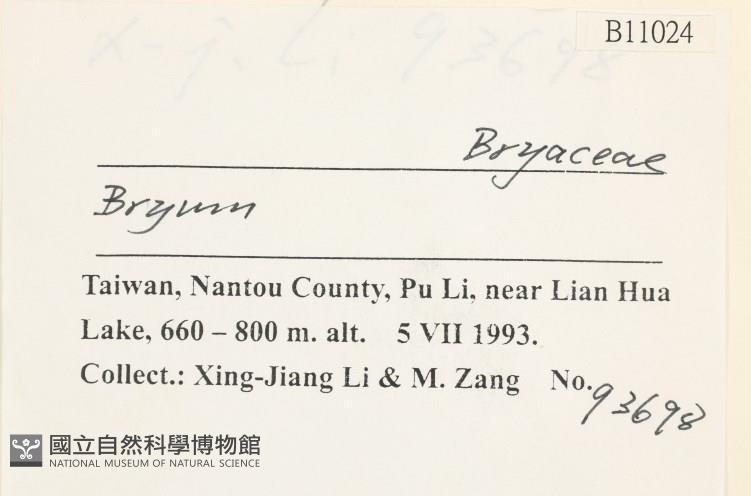 B11024
X-j. Li 93698
Bryaceae
Bryum
Taiwan, Nantou County, Pu Li, near Lian Hua
Lake, 660 – 800 m. alt. 5 VII 1993.
Collect.: Xing-Jiang Li & M. Zang No. 93698
國立自然科學博物館
NATIONAL MUSEUM OF NATURAL SCIENCE